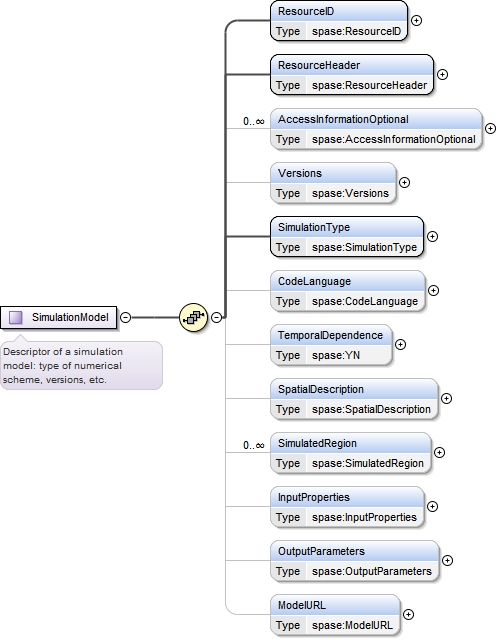 ResourceID
Type spase:ResourceID
ResourceHeader
Type spase:ResourceHeader
0..∞
AccessInformationOptional
Type spase:AccessInformationOptional
Versions
Type spase:Versions
SimulationType
Type spase:SimulationType
CodeLanguage
Type spase:CodeLanguage
SimulationModel
Descriptor of a simulation
model: type of numerical
scheme, versions, etc.
TemporalDependence
Type spase:YN
SpatialDescription
Type spase:SpatialDescription
0..∞
SimulatedRegion
Type spase:SimulatedRegion
InputProperties
Type spase:InputProperties
OutputParameters
Type spase:OutputParameters
ModelURL
Type spase:ModelURL